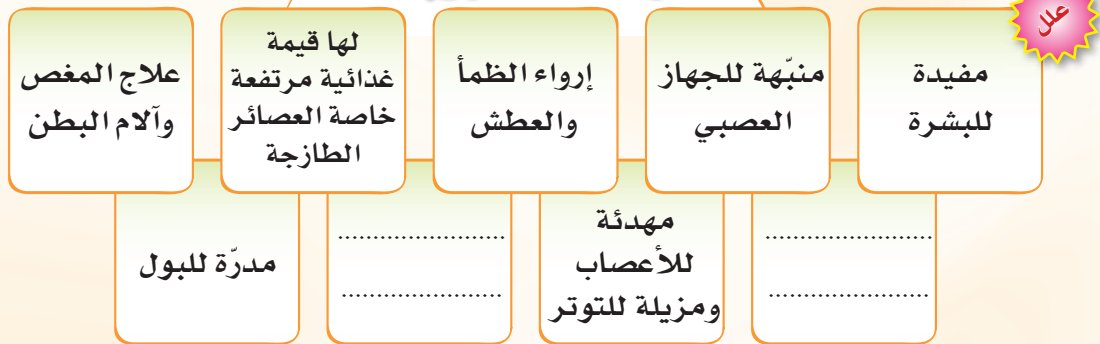 علل
مفيدة
للبشرة
منبّهة للجهاز
العصبي
إرواء الظمأ
والعطش
لها قيمة
غذائية مرتفعة
خاصة العصائر
الطازجة
علاج المغص
وآلام البطن
........................
........................
مهدئة
للأعصاب
ومزيلة للتوتر
........................
........................
مدرّة للبول